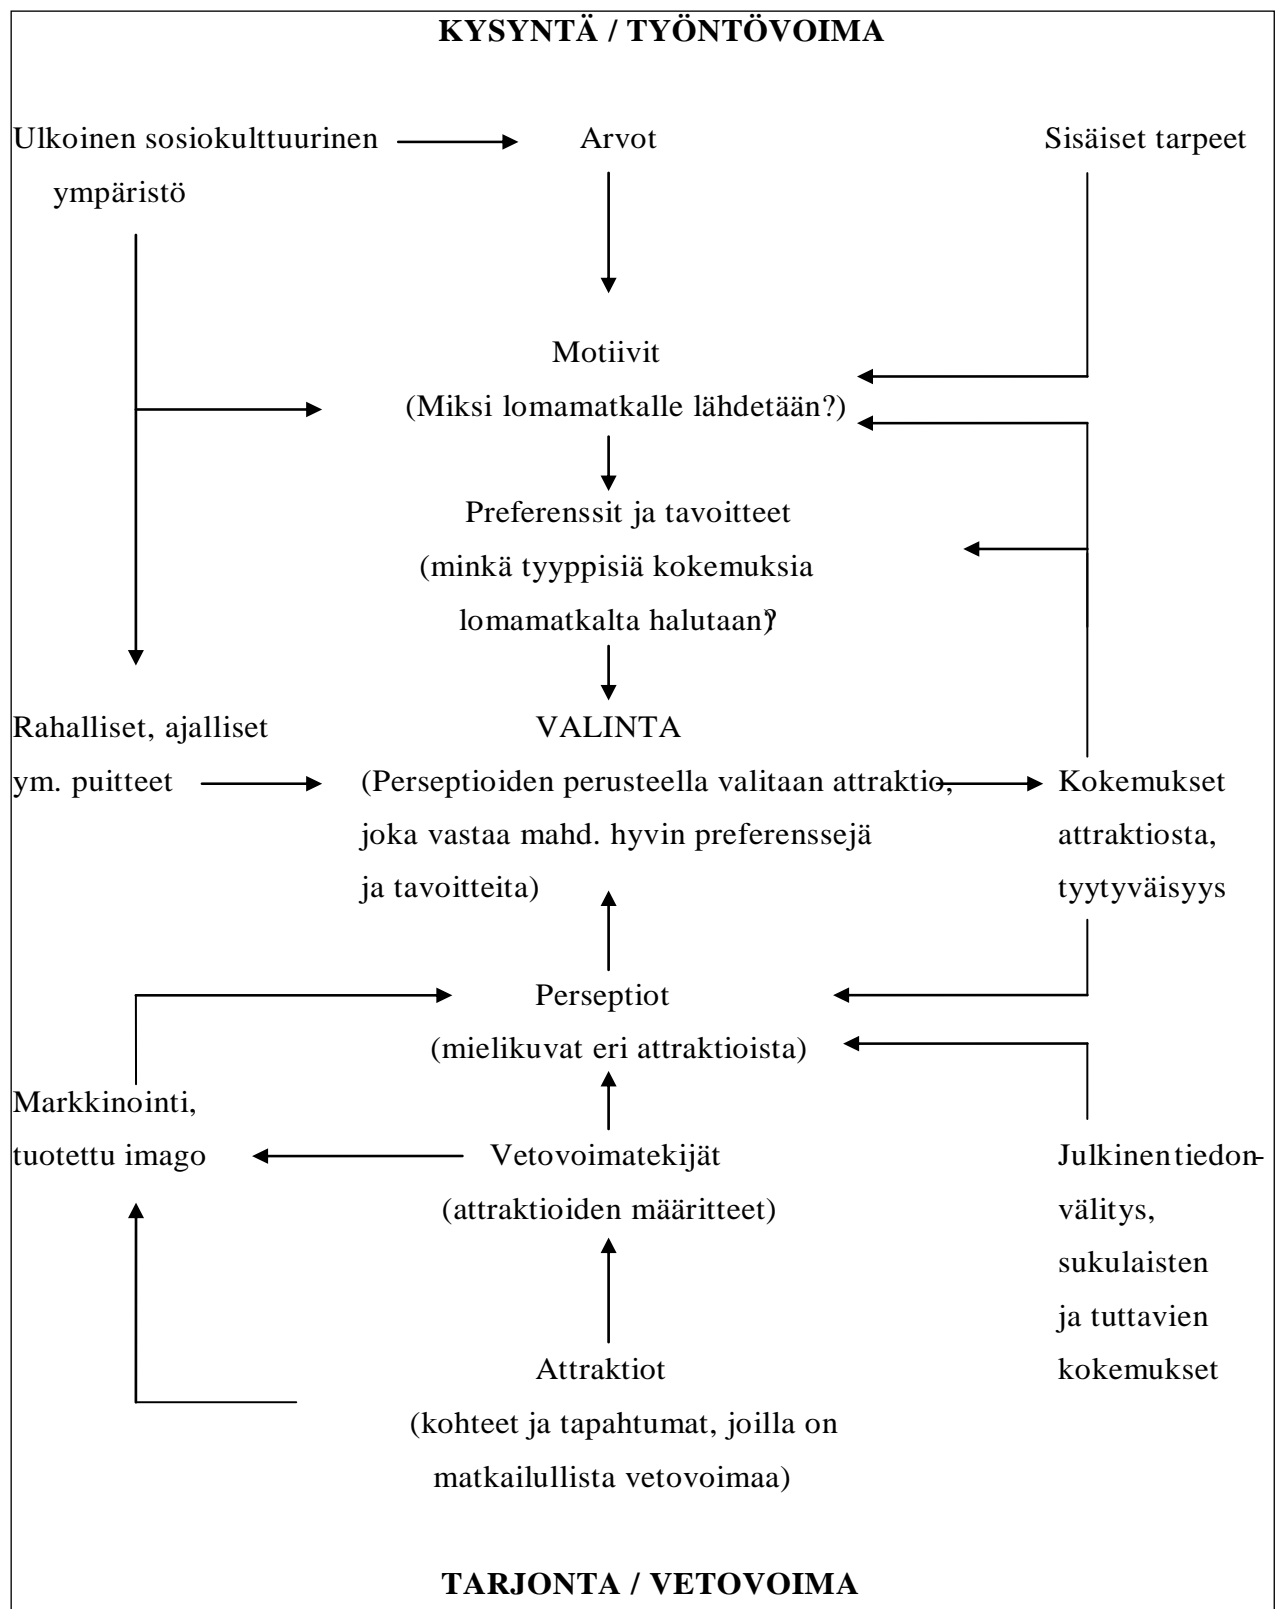 KYSYNTÄ / TYÖNTÖVOIMA
Ulkoinen sosiokulttuurinen
ympäristö
Arvot
Sisäiset tarpeet
Motiivit
(Miksi lomamatkalle lähdetään?)
Preferenssit ja tavoitteet
(minkä tyyppisiä kokemuksia
lomamatkalta halutaan)?
Rahalliset, ajalliset
ym. puitteet
VALINTA
(Perseptioiden perusteella valitaan attraktio,
joka vastaa mahd. hyvin preferenssejä
ja tavoitteita)
Kokemukset
attraktiosta,
tyytyväisyys
Perseptiot
(mielikuvat eri attraktioista)
Markkinointi,
tuotettu imago
Vetovoimatekijät
(attraktioiden määritteet)
Julkinen tiedon-
välitys,
sukulaisten
ja tuttavien
kokemukset
Attraktiot
(kohteet ja tapahtumat, joilla on
matkailullista vetovoimaa)
TARJONTA / VETOVOIMA